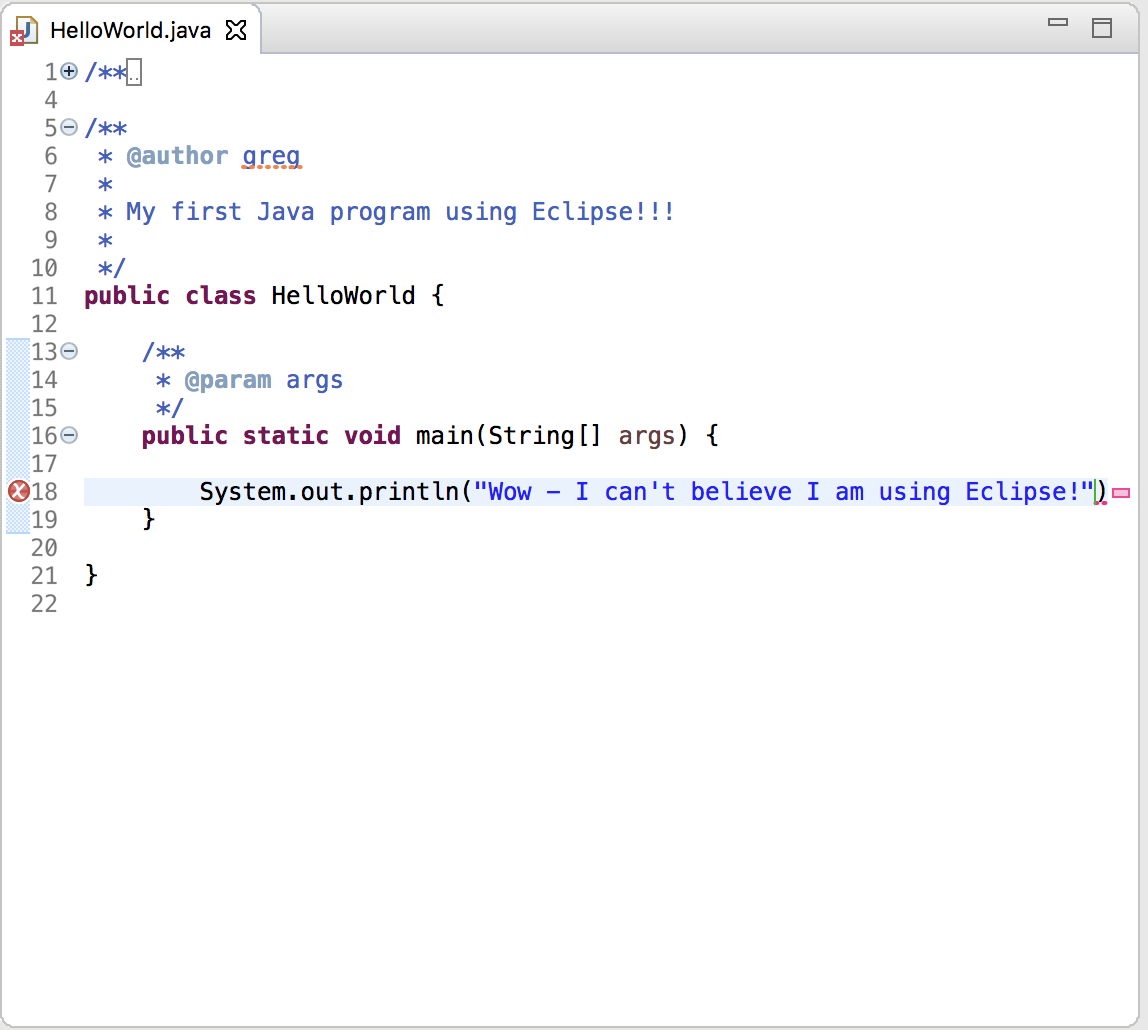 HelloWorld.java
1 /**..
4
5 /**
6  * @author greg
7  *
8  * My first Java program using Eclipse!!!
9  *
10  */
11 public class HelloWorld {
12
13     /**
14      * @param args
15      */
16     public static void main(String[] args) {
17
18         System.out.println("Wow – I can't believe I am using Eclipse!")
19     }
20
21 }
22